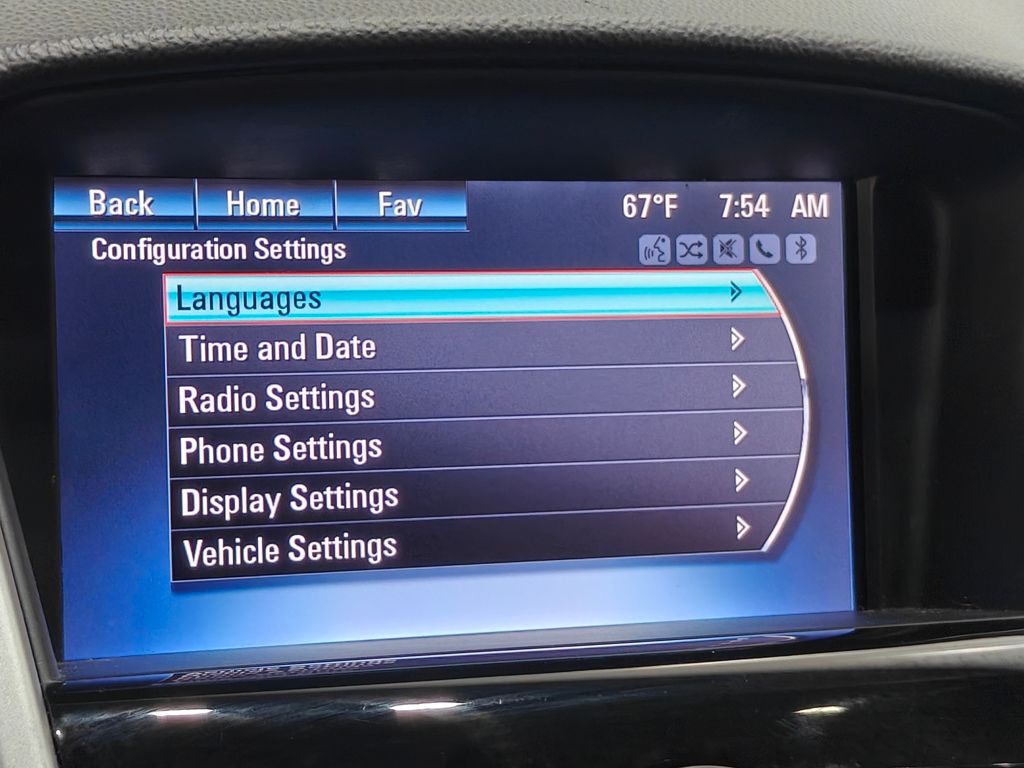 Back Home Fav 67°F 7:54 AM
Configuration Settings
Languages
Time and Date
Radio Settings
Phone Settings
Display Settings
Vehicle Settings